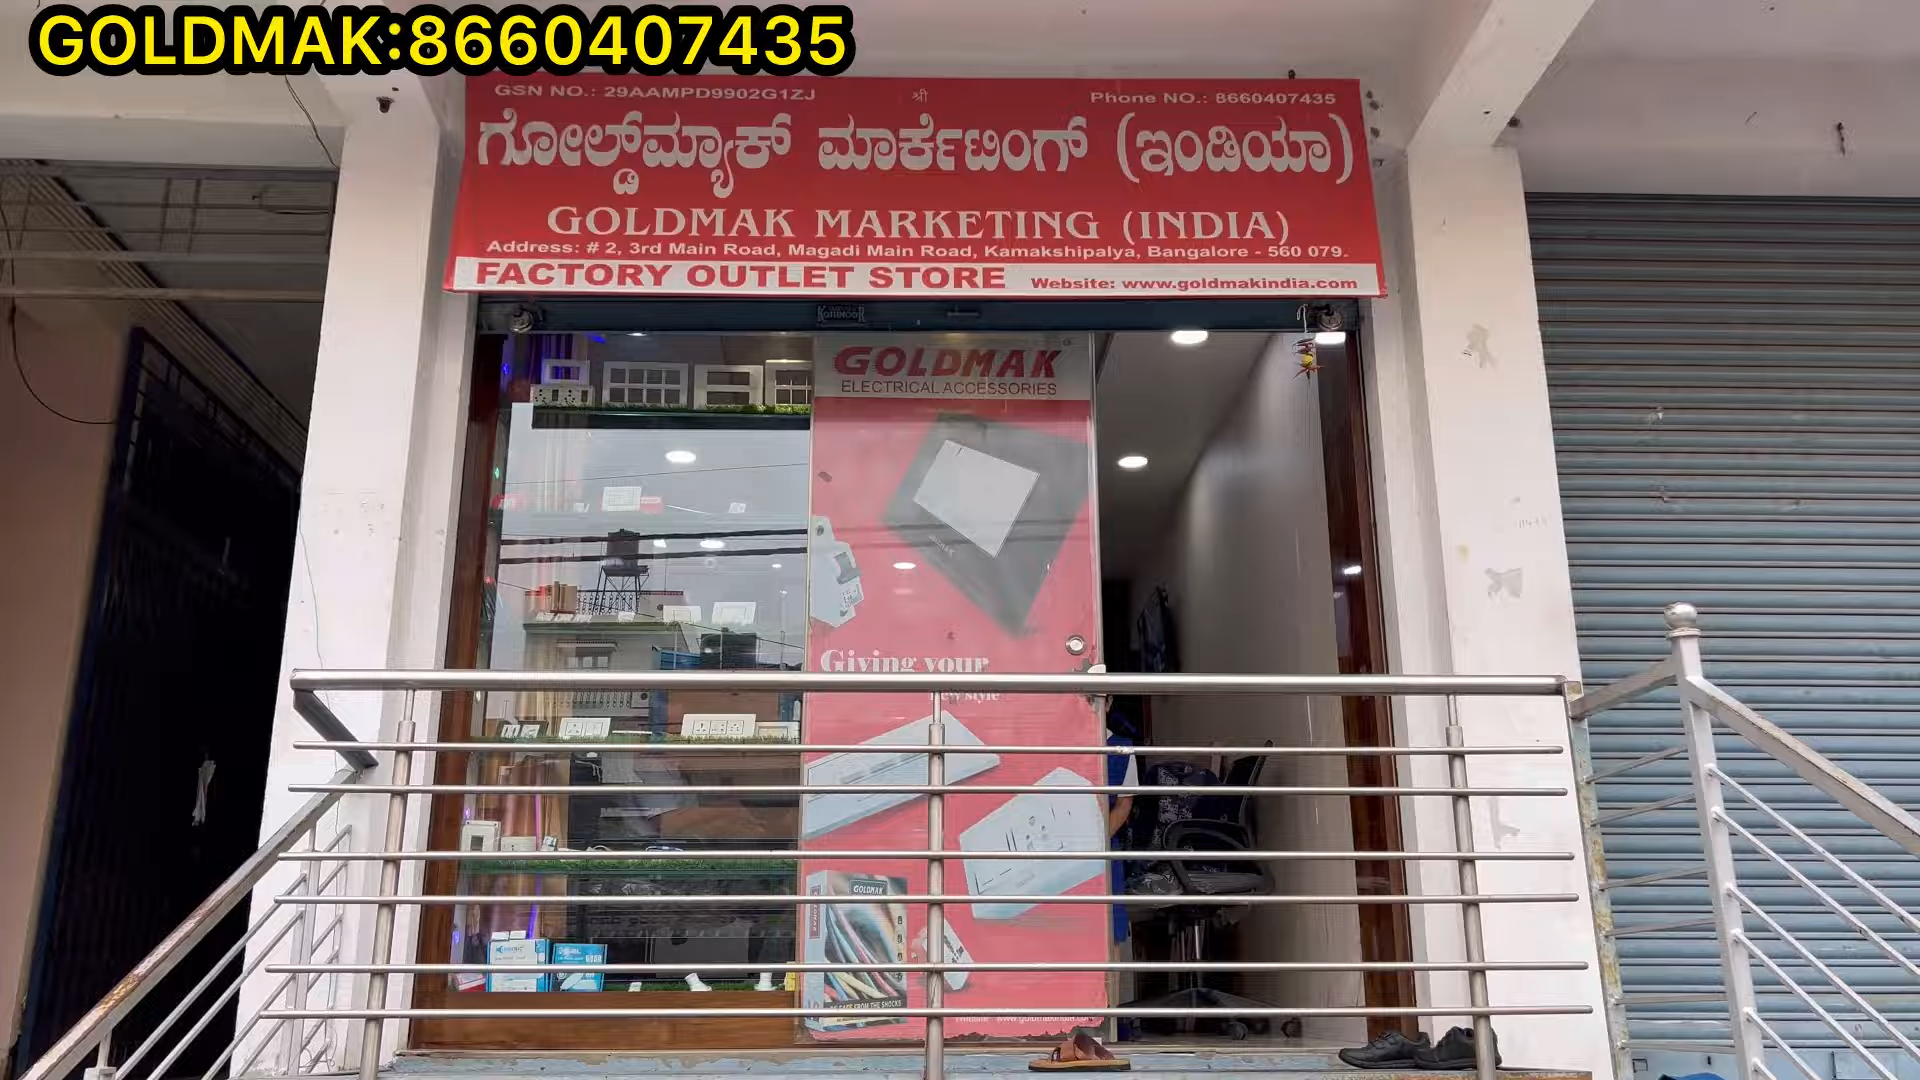 GOLDMAK:8660407435
GSN NO.: 29AAMPD9902G1ZJ
श्री
Phone NO.: 8660407435
ಗೋಲ್ಡ್‌ಮ್ಯಾಕ್ ಮಾರ್ಕೆಟಿಂಗ್ (ಇಂಡಿಯಾ)
GOLDMAK MARKETING (INDIA)
Address: # 2, 3rd Main Road, Magadi Main Road, Kamakshipalya, Bangalore - 560 079.
FACTORY OUTLET STORE
Website: www.goldmakindia.com
GOLDMAK
ELECTRICAL ACCESSORIES
Giving your
GOLDMAK